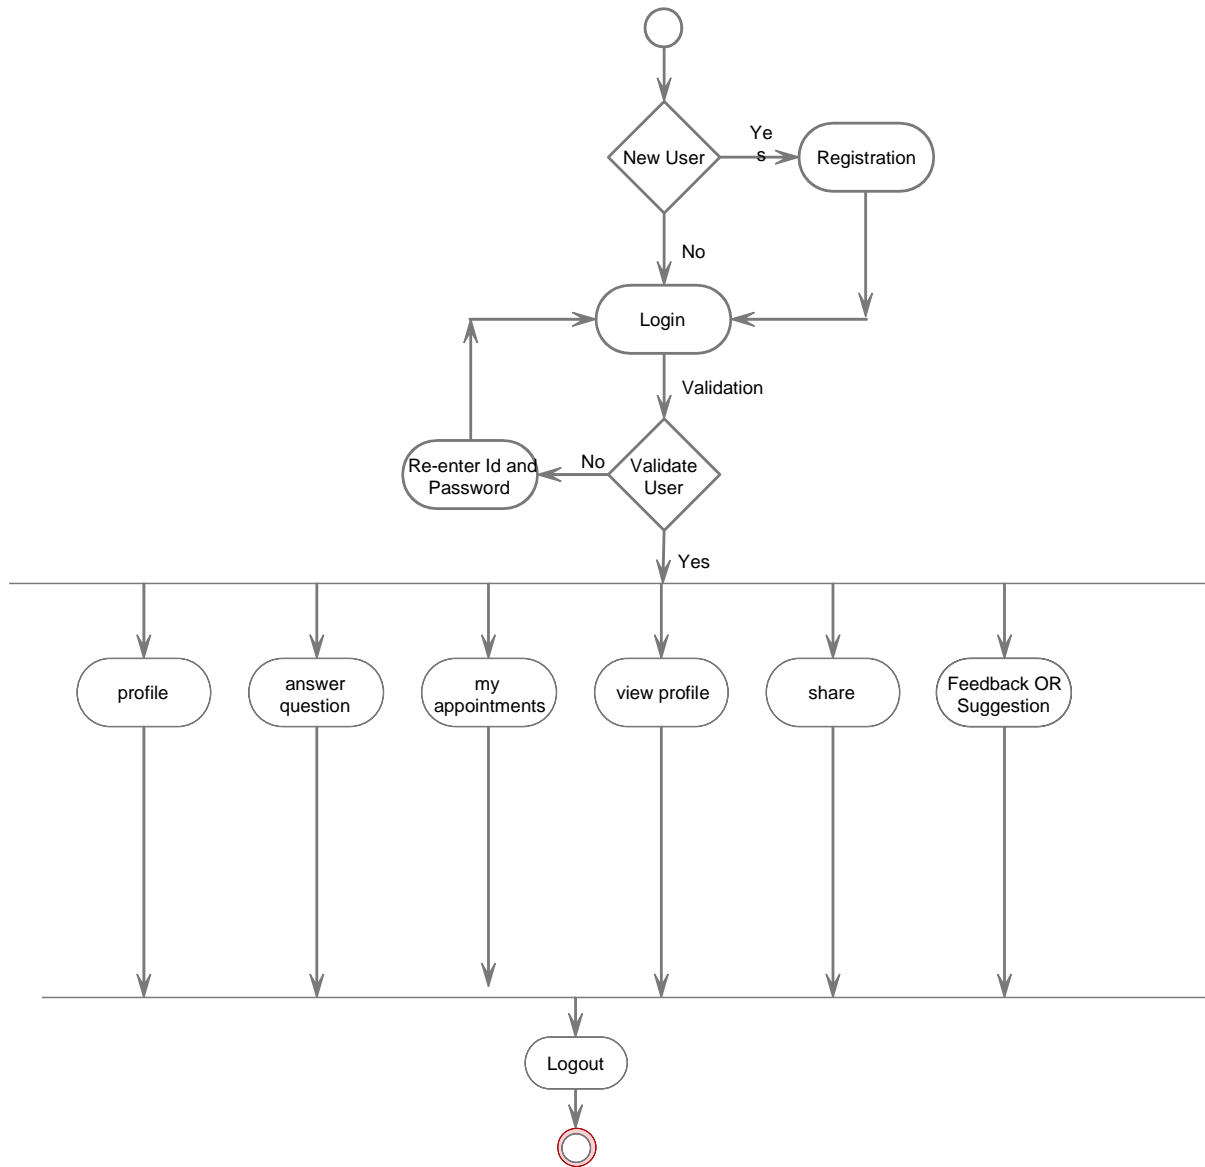 Ye
s
New User
Registration
No
Login
Validation
Re-enter Id and
Password
No
Validate
User
Yes
profile
answer
question
my
appointments
view profile
share
Feedback OR
Suggestion
Logout